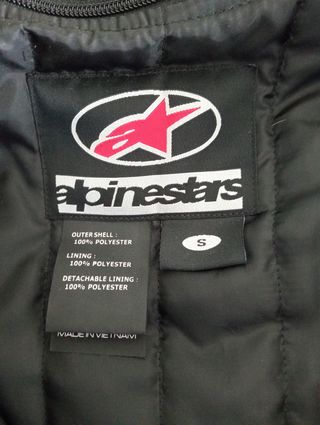 alpinestars
OUTER SHELL :
100% POLYESTER
LINING :
100% POLYESTER
DETACHABLE LINING :
100% POLYESTER
S
MADE IN VIETNAM